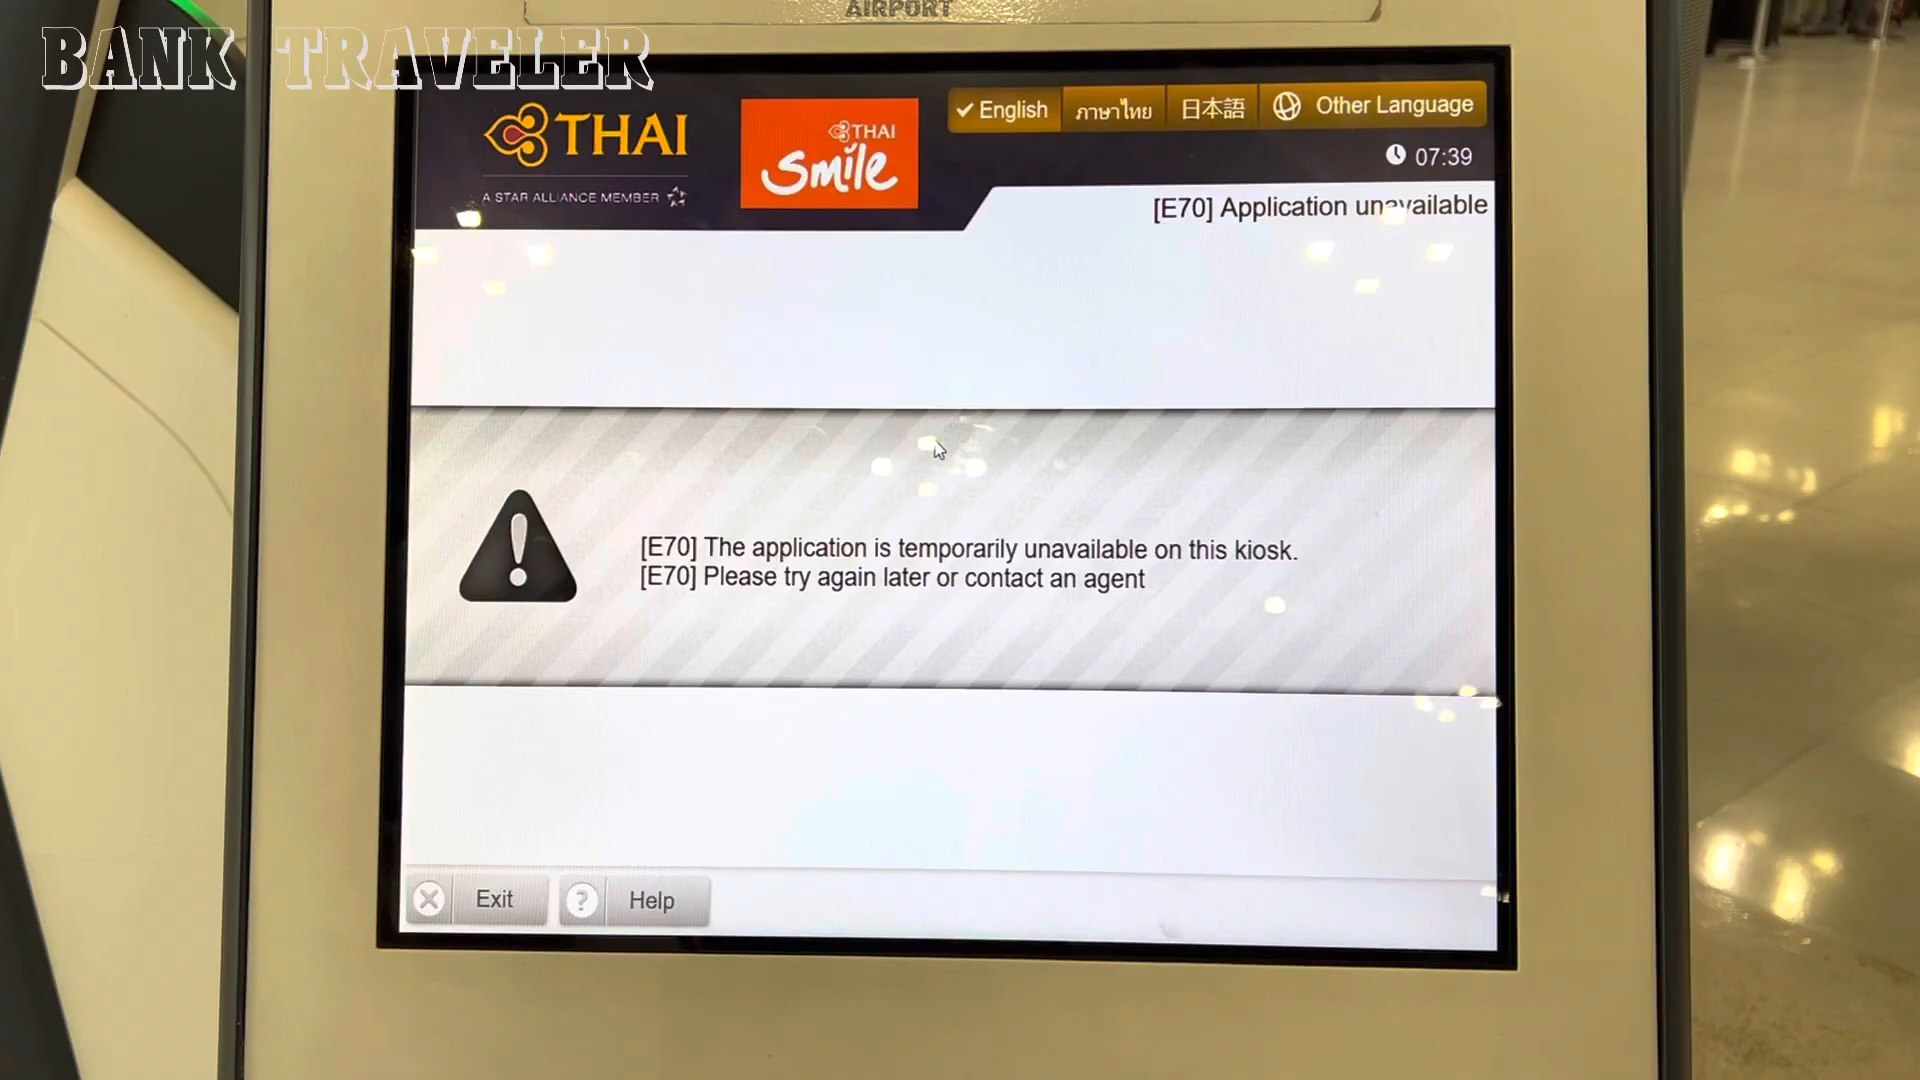 AIRPORT
BANK TRAVELER
THAI
A STAR ALLIANCE MEMBER
THAI
smile
English
ภาษาไทย
日本語
Other Language
07:39
[E70] Application unavailable
[E70] The application is temporarily unavailable on this kiosk.
[E70] Please try again later or contact an agent
Exit
? Help